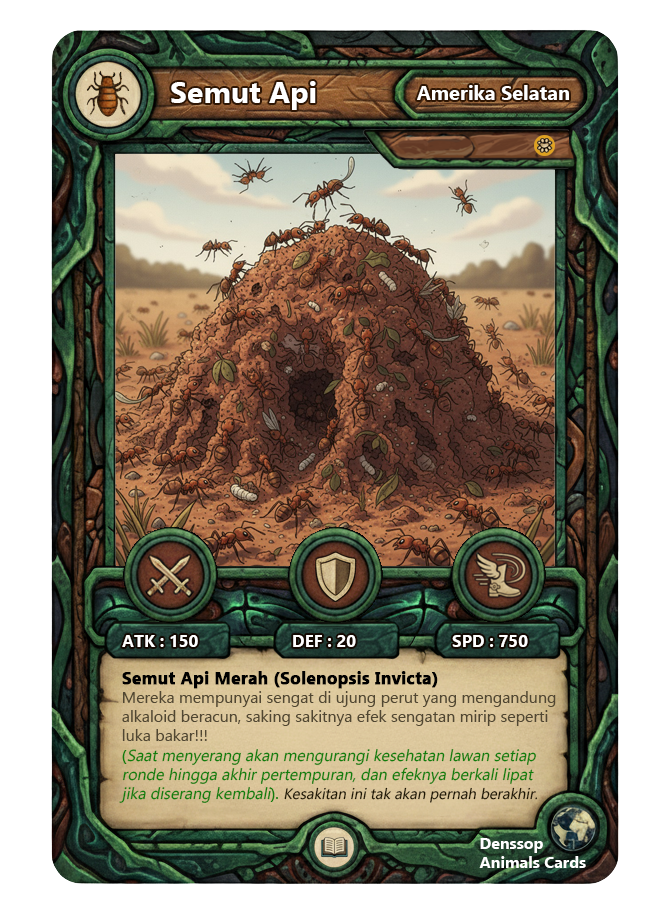 Semut Api
Amerika Selatan
ATK : 150
DEF : 20
SPD : 750
Semut Api Merah (Solenopsis Invicta)
Mereka mempunyai sengat di ujung perut yang mengandung
alkaloid beracun, saking sakitnya efek sengatan mirip seperti
luka bakar!!!
(Saat menyerang akan mengurangi kesehatan lawan setiap
ronde hingga akhir pertempuran, dan efeknya berkali lipat
jika diserang kembali). Kesakitan ini tak akan pernah berakhir.
Denssop
Animals Cards